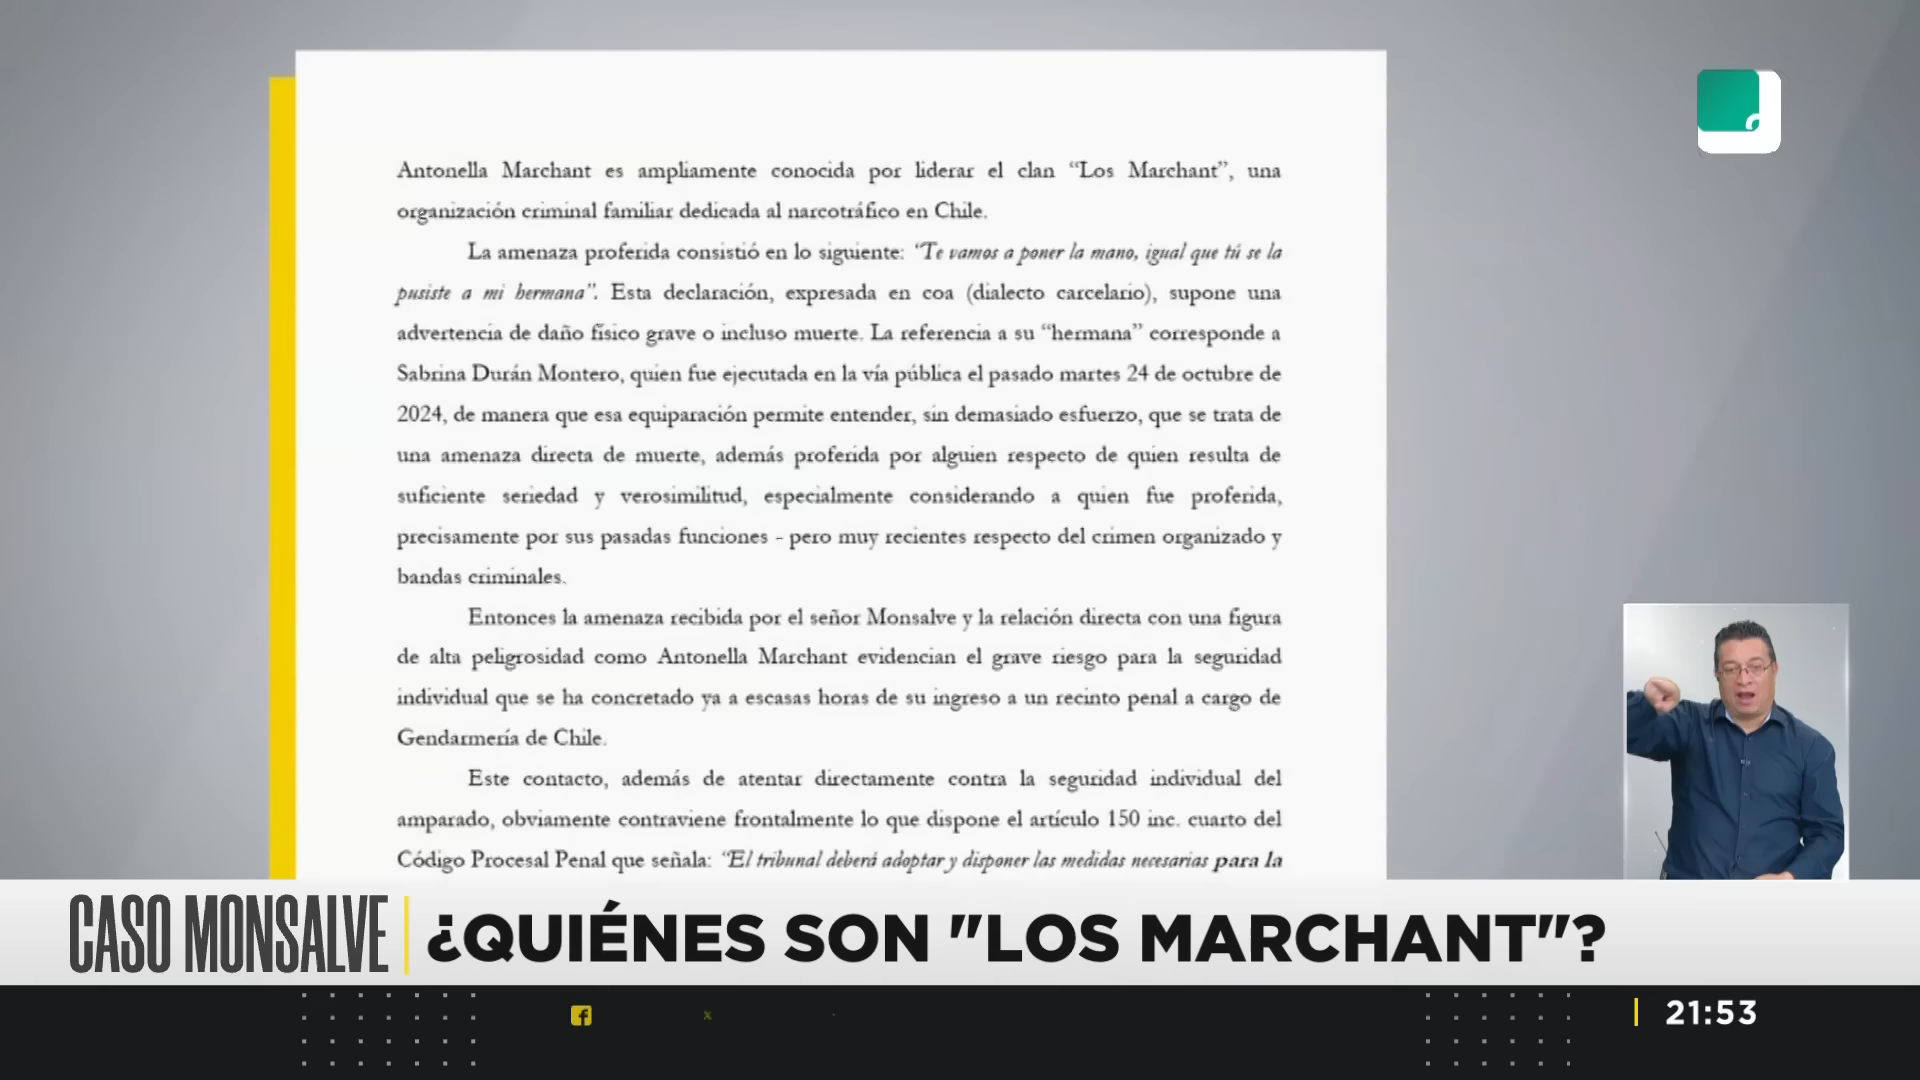 Antonella Marchant es ampliamente conocida por liderar el clan “Los Marchant”, una
organización criminal familiar dedicada al narcotráfico en Chile.
La amenaza proferida consistió en lo siguiente: “Te vamos a poner la mano, igual que tú se la
pusiste a mi hermana”. Esta declaración, expresada en coa (dialecto carcelario), supone una
advertencia de daño físico grave o incluso muerte. La referencia a su “hermana” corresponde a
Sabrina Durán Montero, quien fue ejecutada en la vía pública el pasado martes 24 de octubre de
2024, de manera que esa equiparación permite entender, sin demasiado esfuerzo, que se trata de
una amenaza directa de muerte, además proferida por alguien respecto de quien resulta de
suficiente seriedad y verosimilitud, especialmente considerando a quien fue proferida,
precisamente por sus pasadas funciones - pero muy recientes respecto del crimen organizado y
bandas criminales.
Entonces la amenaza recibida por el señor Monsalve y la relación directa con una figura
de alta peligrosidad como Antonella Marchant evidencian el grave riesgo para la seguridad
individual que se ha concretado ya a escasas horas de su ingreso a un recinto penal a cargo de
Gendarmería de Chile.
Este contacto, además de atentar directamente contra la seguridad individual del
amparado, obviamente contraviene frontalmente lo que dispone el artículo 150 inc. cuarto del
Código Procesal Penal que señala: “El tribunal deberá adoptar y disponer las medidas necesarias para la
CASO MONSALVE
¿QUIÉNES SON "LOS MARCHANT"?
21:53